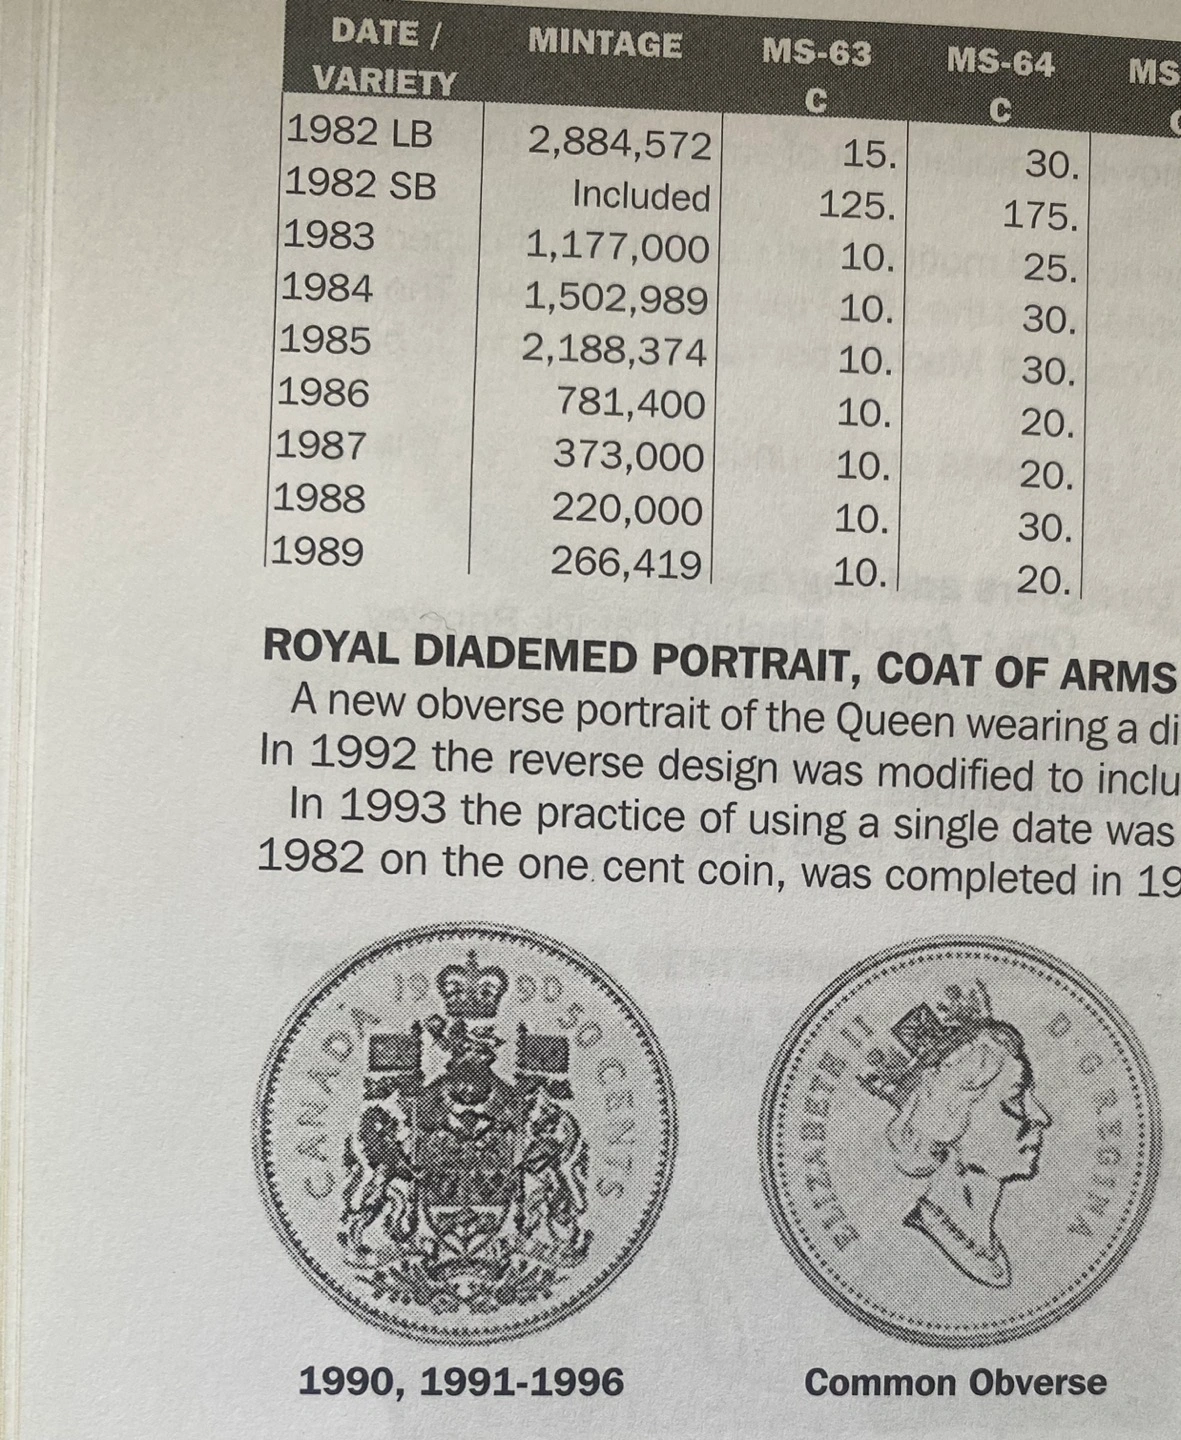 DATE / VARIETY MINTAGE MS-63 C MS-64 C MS
1982 LB 2,884,572 15. 30.
1982 SB Included 125. 175.
1983 1,177,000 10. 25.
1984 1,502,989 10. 30.
1985 2,188,374 10. 30.
1986 781,400 10. 20.
1987 373,000 10. 20.
1988 220,000 10. 30.
1989 266,419 10. 20.
ROYAL DIADEMED PORTRAIT, COAT OF ARMS
A new obverse portrait of the Queen wearing a di
In 1992 the reverse design was modified to inclu
In 1993 the practice of using a single date was
1982 on the one cent coin, was completed in 19
CANADA 1990 50 CENTS
ELIZABETH II D·G·REGINA
1990, 1991-1996
Common Obverse